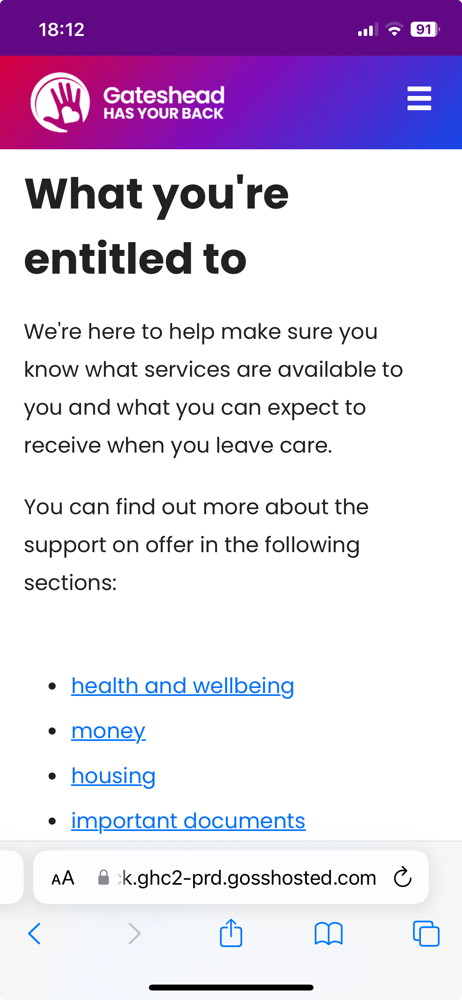 18:12
91
Gateshead
HAS YOUR BACK
What you're
entitled to
We're here to help make sure you
know what services are available to
you and what you can expect to
receive when you leave care.
You can find out more about the
support on offer in the following
sections:
health and wellbeing
money
housing
important documents
AA
k.ghc2-prd.gosshosted.com